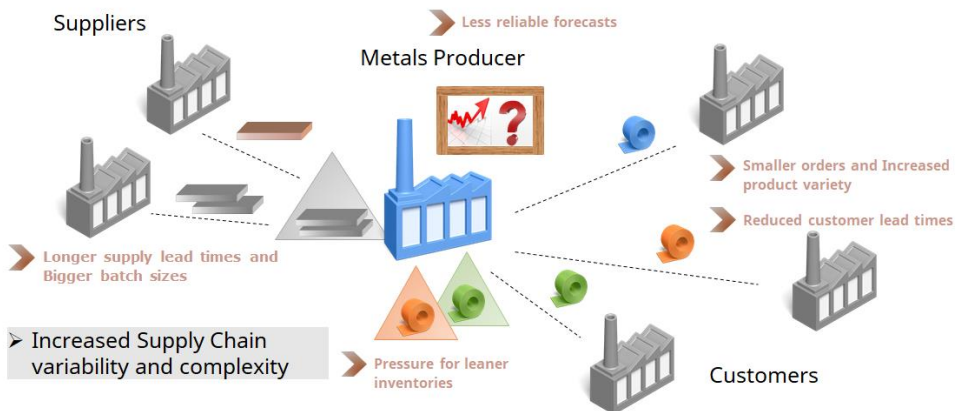 Suppliers
Less reliable forecasts
Metals Producer
?
Smaller orders and Increased
product variety
Reduced customer lead times
Longer supply lead times and
Bigger batch sizes
Increased Supply Chain
variability and complexity
Pressure for leaner
inventories
Customers